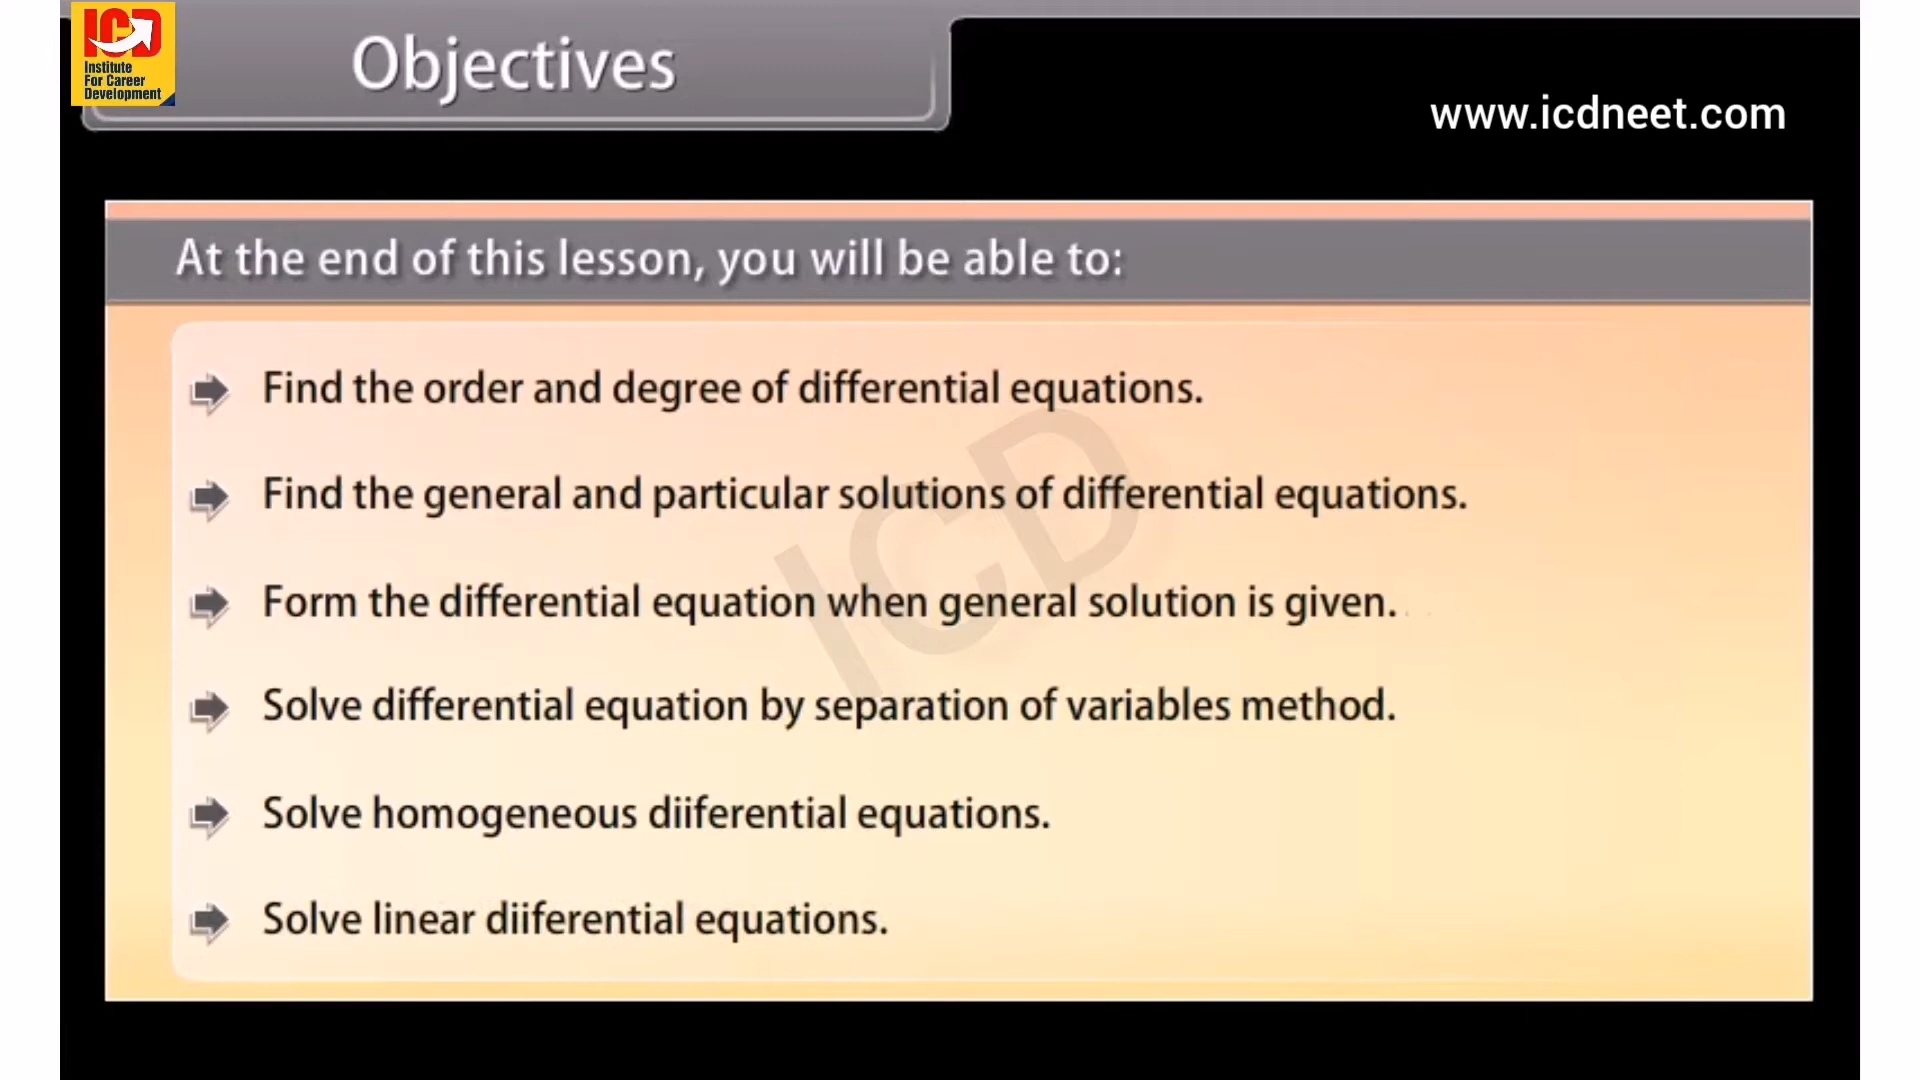 ICD
Institute
For Career
Development
Objectives
www.icdneet.com
At the end of this lesson, you will be able to:
Find the order and degree of differential equations.
Find the general and particular solutions of differential equations.
Form the differential equation when general solution is given.
Solve differential equation by separation of variables method.
Solve homogeneous diiferential equations.
Solve linear diiferential equations.
ICD